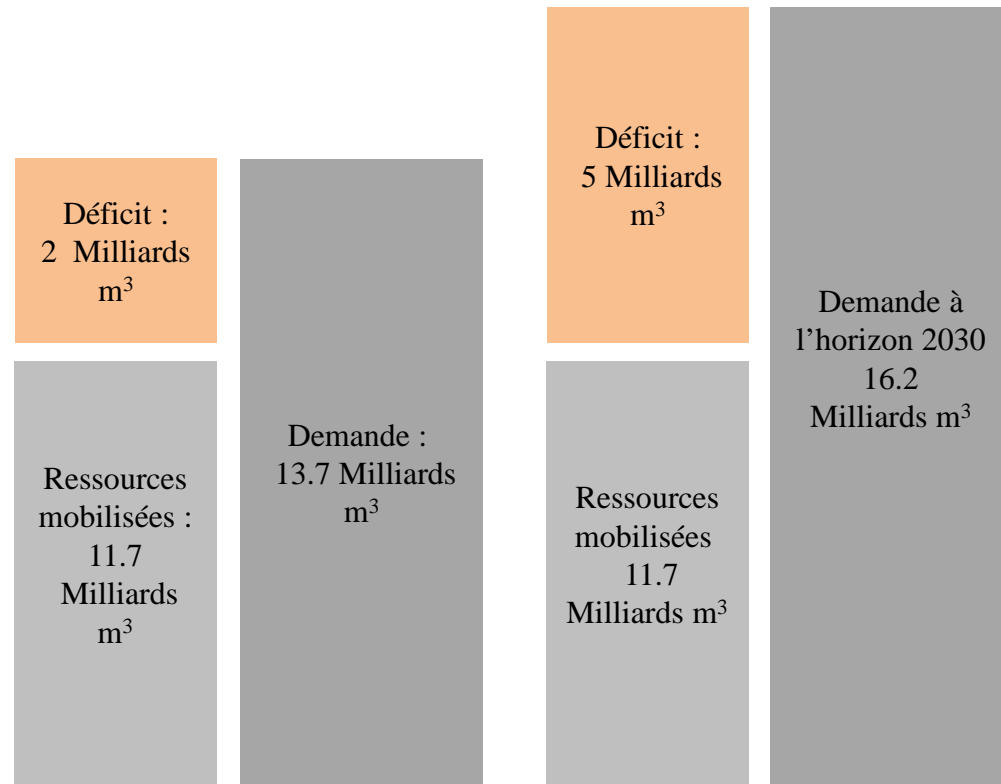 Déficit :
2 Milliards
m³
Ressources
mobilisées :
11.7
Milliards
m³
Demande :
13.7 Milliards
m³
Déficit :
5 Milliards
m³
Ressources
mobilisées
11.7
Milliards m³
Demande à
l’horizon 2030
16.2
Milliards m³